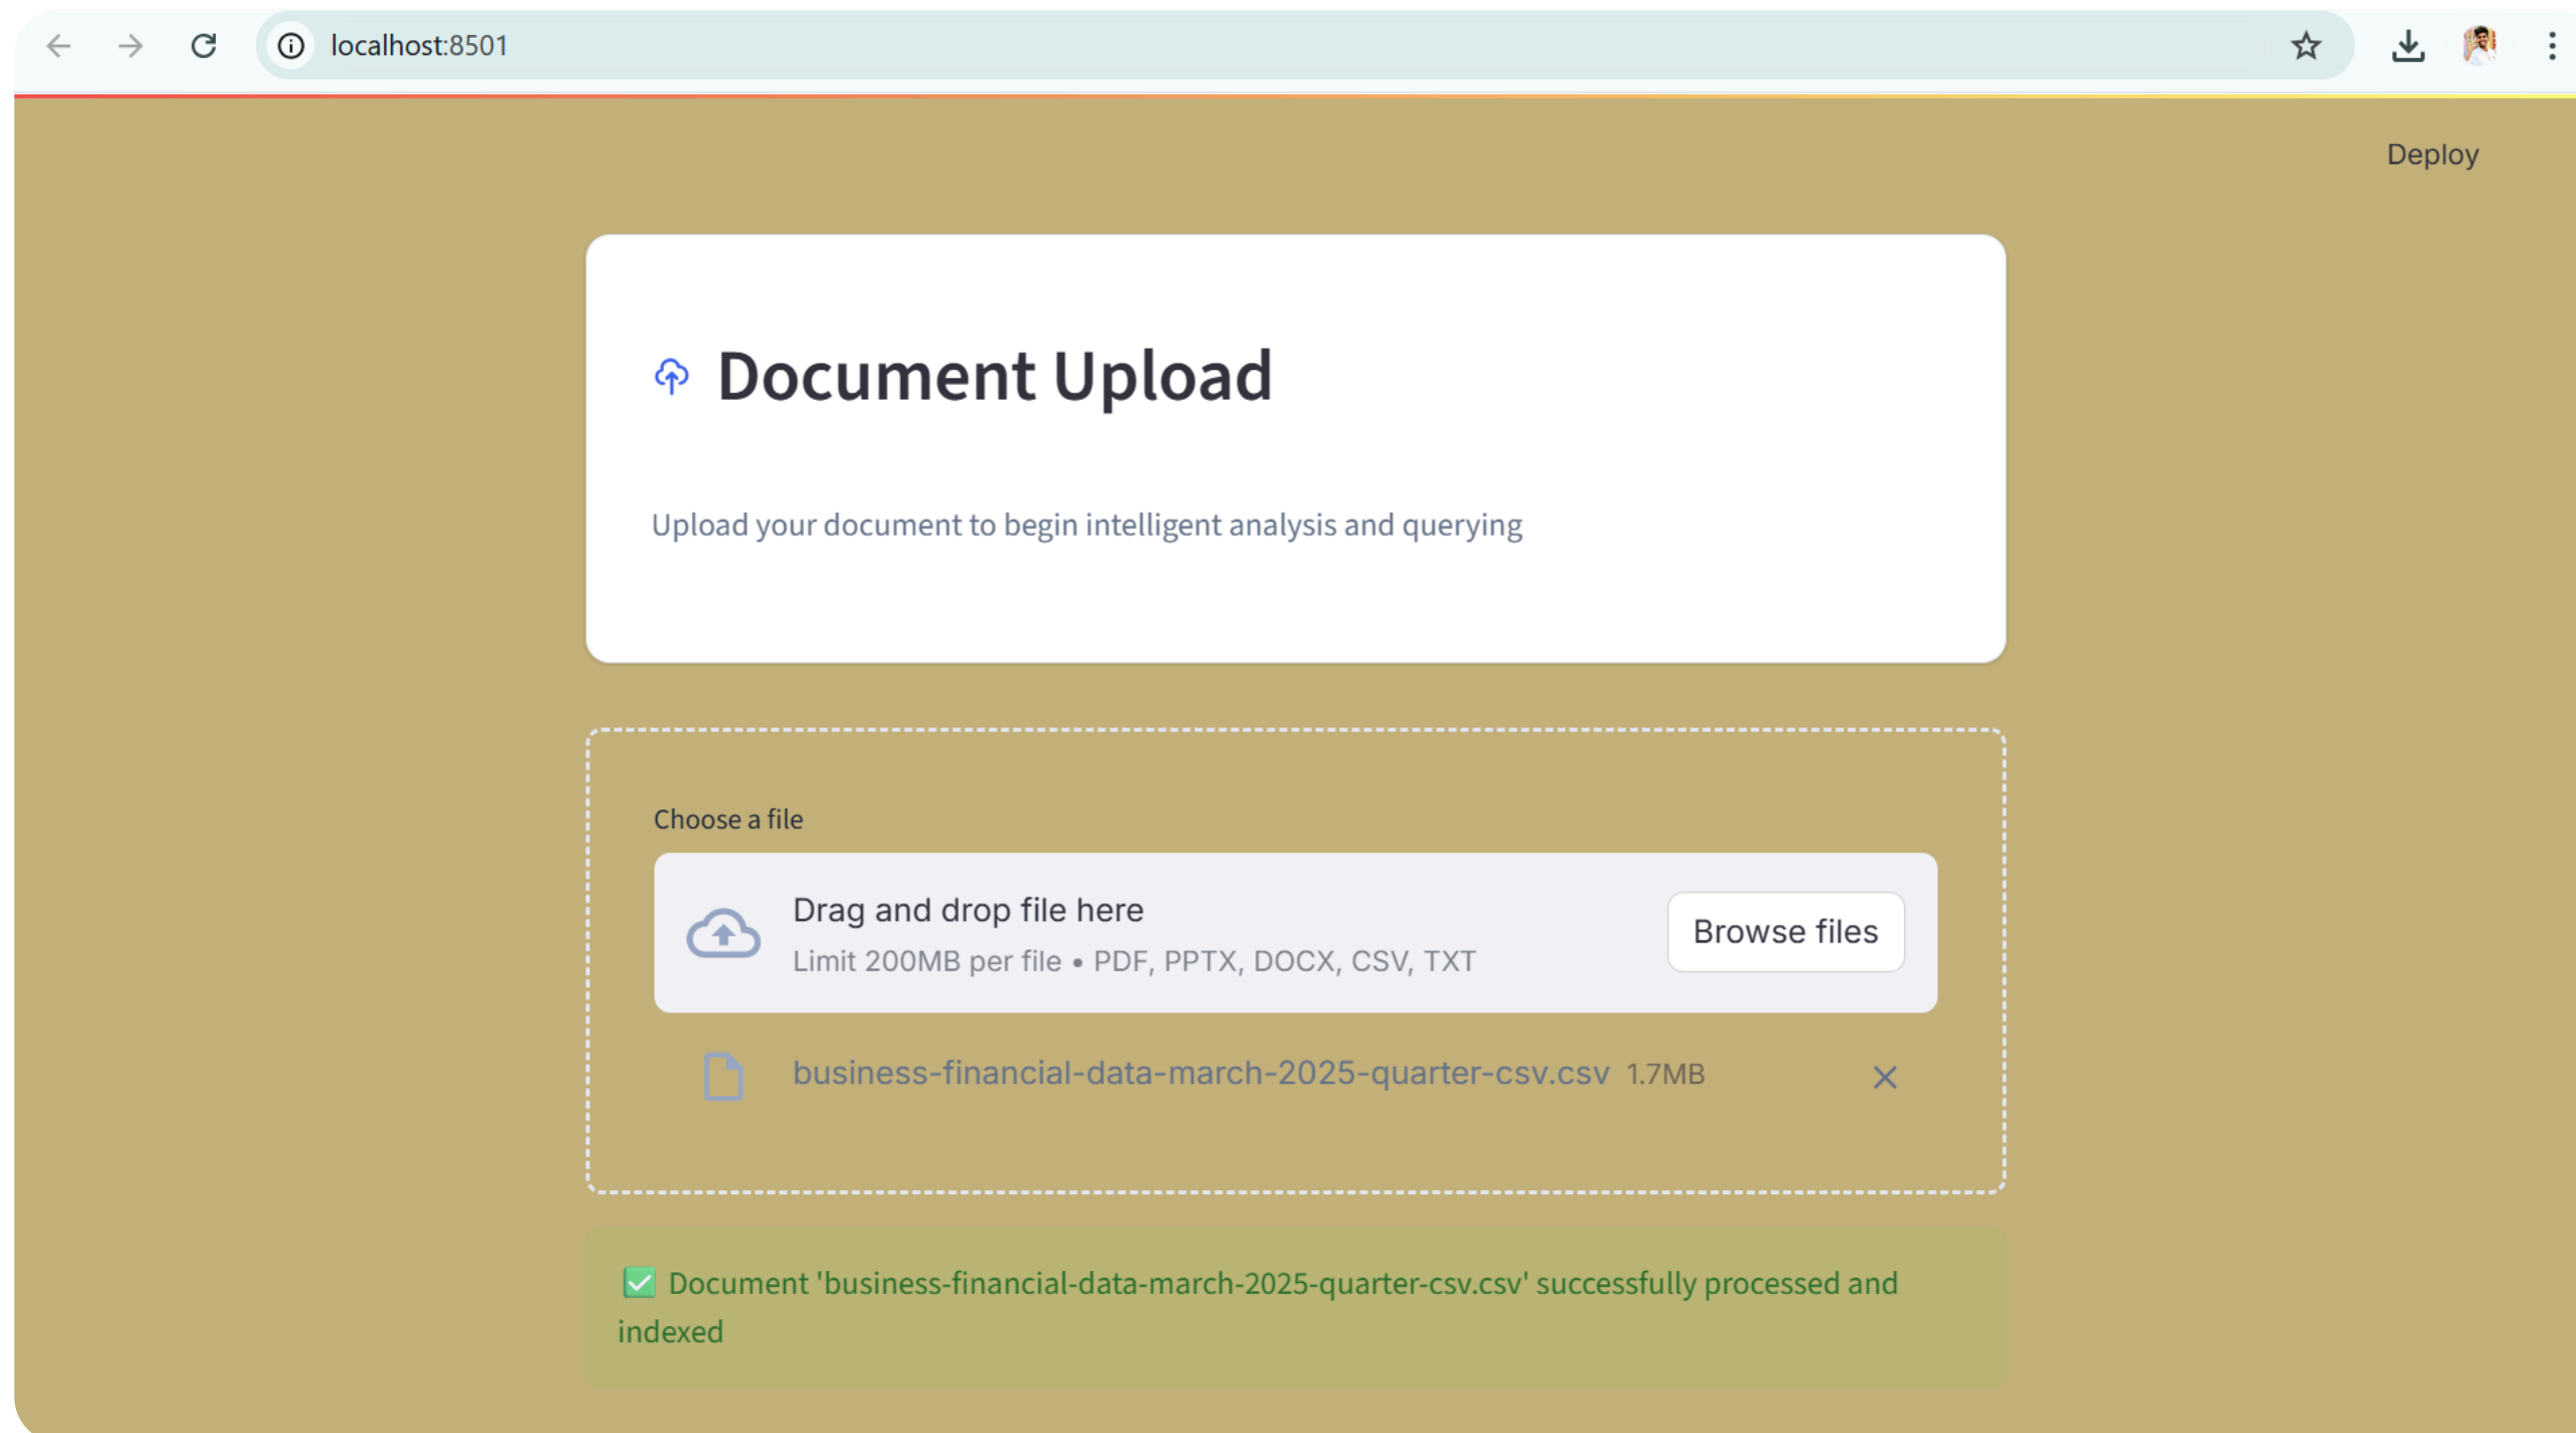 localhost:8501
Deploy
Document Upload
Upload your document to begin intelligent analysis and querying
Choose a file
Drag and drop file here
Limit 200MB per file • PDF, PPTX, DOCX, CSV, TXT
Browse files
business-financial-data-march-2025-quarter-csv.csv 1.7MB
✅ Document 'business-financial-data-march-2025-quarter-csv.csv' successfully processed and
indexed